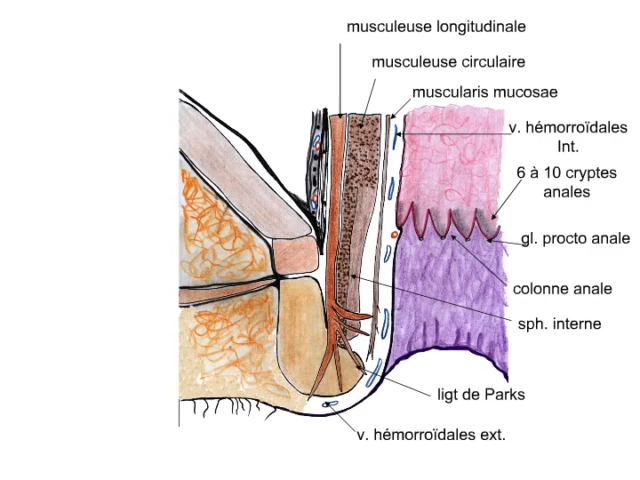 musculeuse longitudinale
musculeuse circulaire
muscularis mucosae
v. hémorroïdales
Int.
6 à 10 cryptes
anales
gl. procto anale
colonne anale
sph. interne
ligt de Parks
v. hémorroïdales ext.